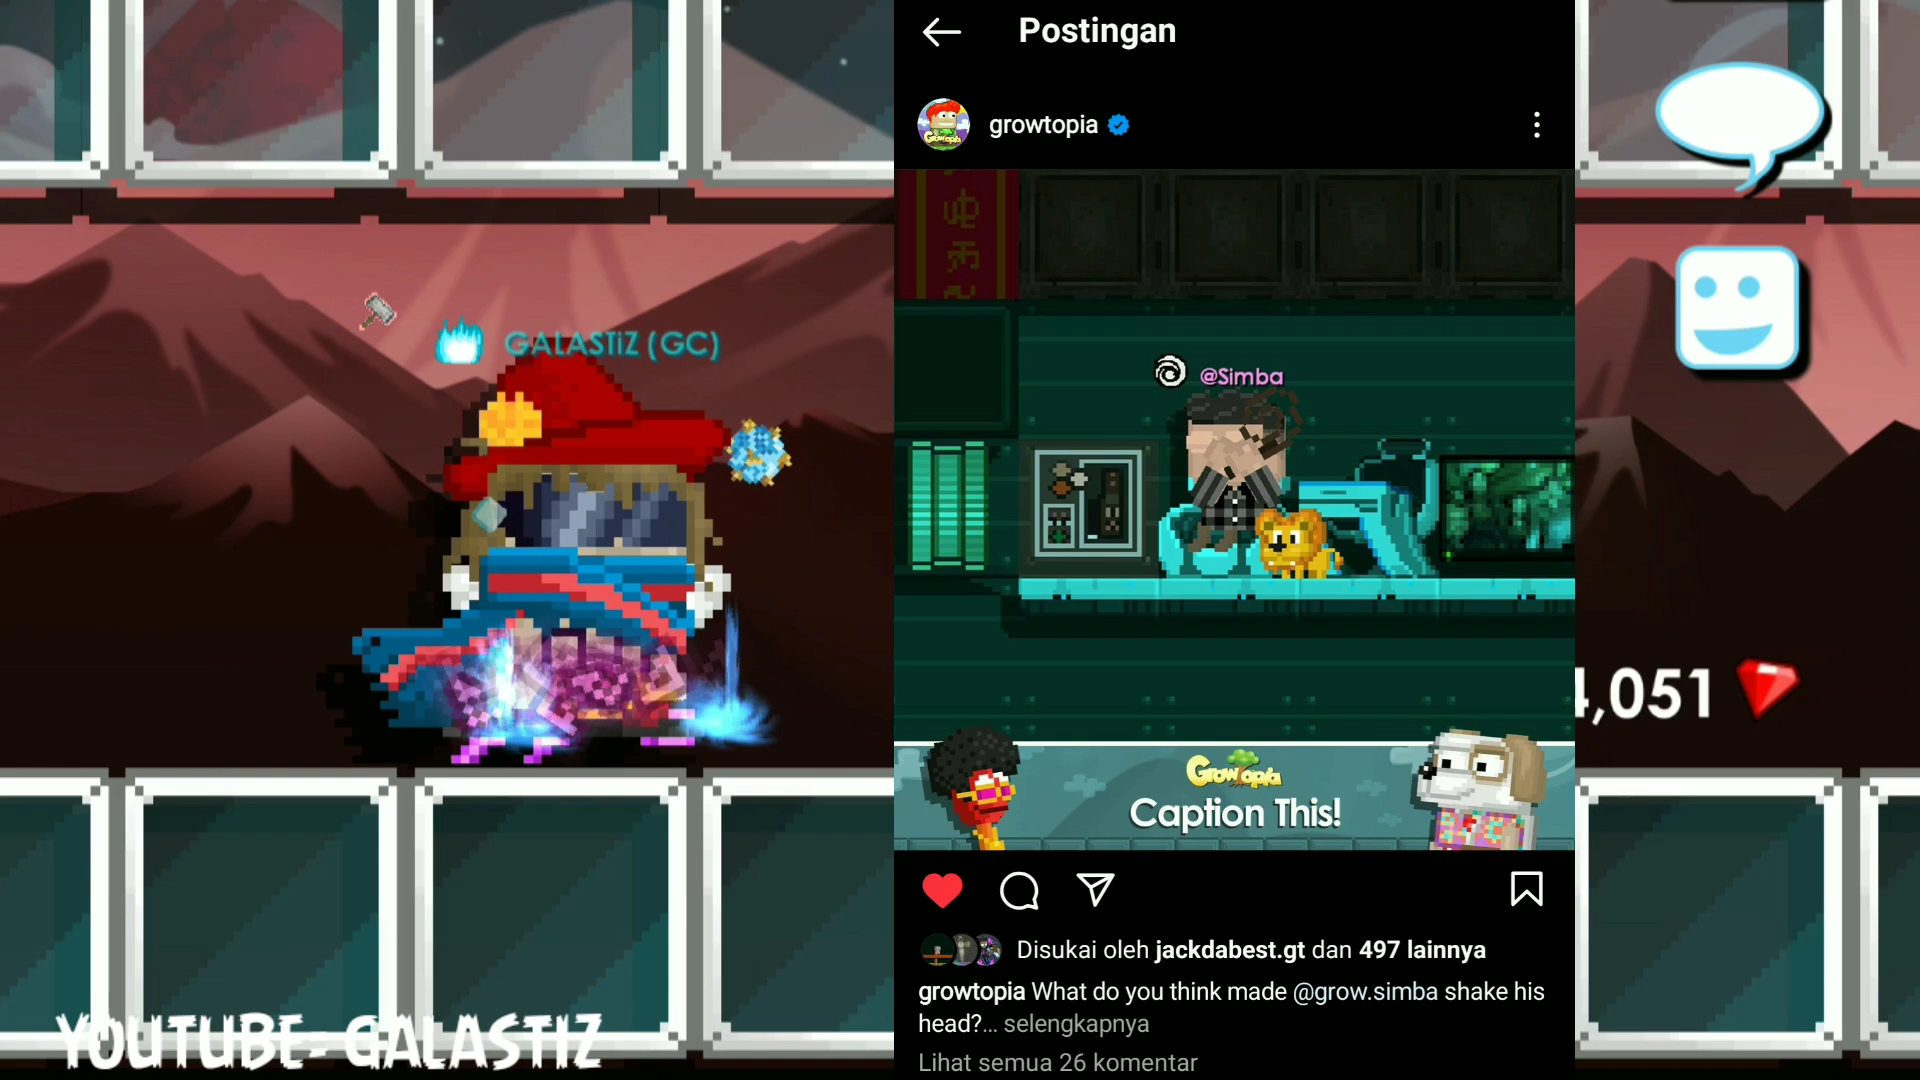 Postingan
growtopia
GALASTiZ (GC)
@Simba
4,051
GrowTopia
Caption This!
Disukai oleh jackdabest.gt dan 497 lainnya
growtopia What do you think made @grow.simba shake his
head?... selengkapnya
Lihat semua 26 komentar
YOUTUBE= GALASTIZ